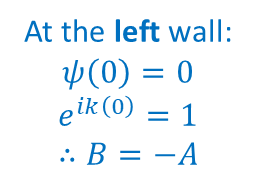 At the left wall:
ψ(0) = 0
e^{ik(0)} = 1
∴ B = −A